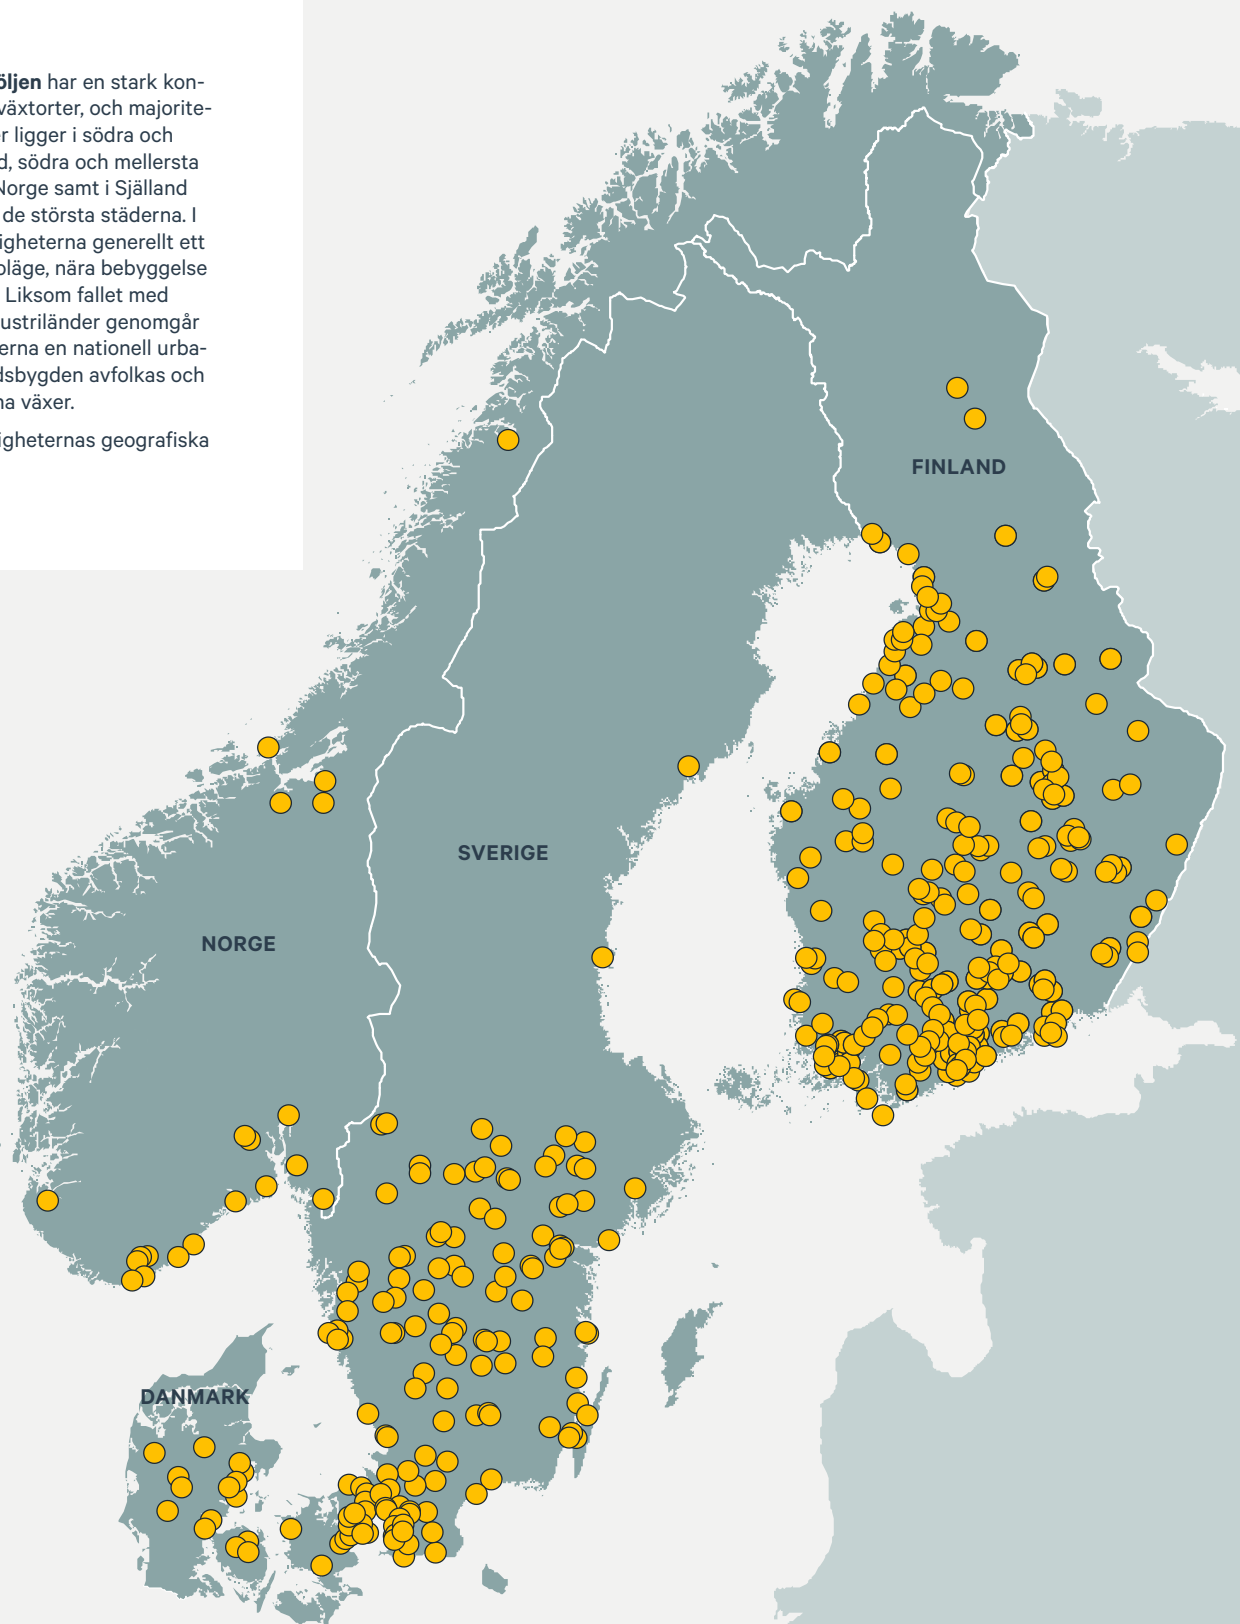 öljen har en stark kon-
växtorter, och majorite-
r ligger i södra och
d, södra och mellersta
Norge samt i Själland
de största städerna. I
igheterna generellt ett
oläge, nära bebyggelse
Liksom fallet med
ustriländer genomgår
erna en nationell urba-
dsbygden avfolkas och
na växer.
igheternas geografiska
FINLAND
SVERIGE
NORGE
DANMARK